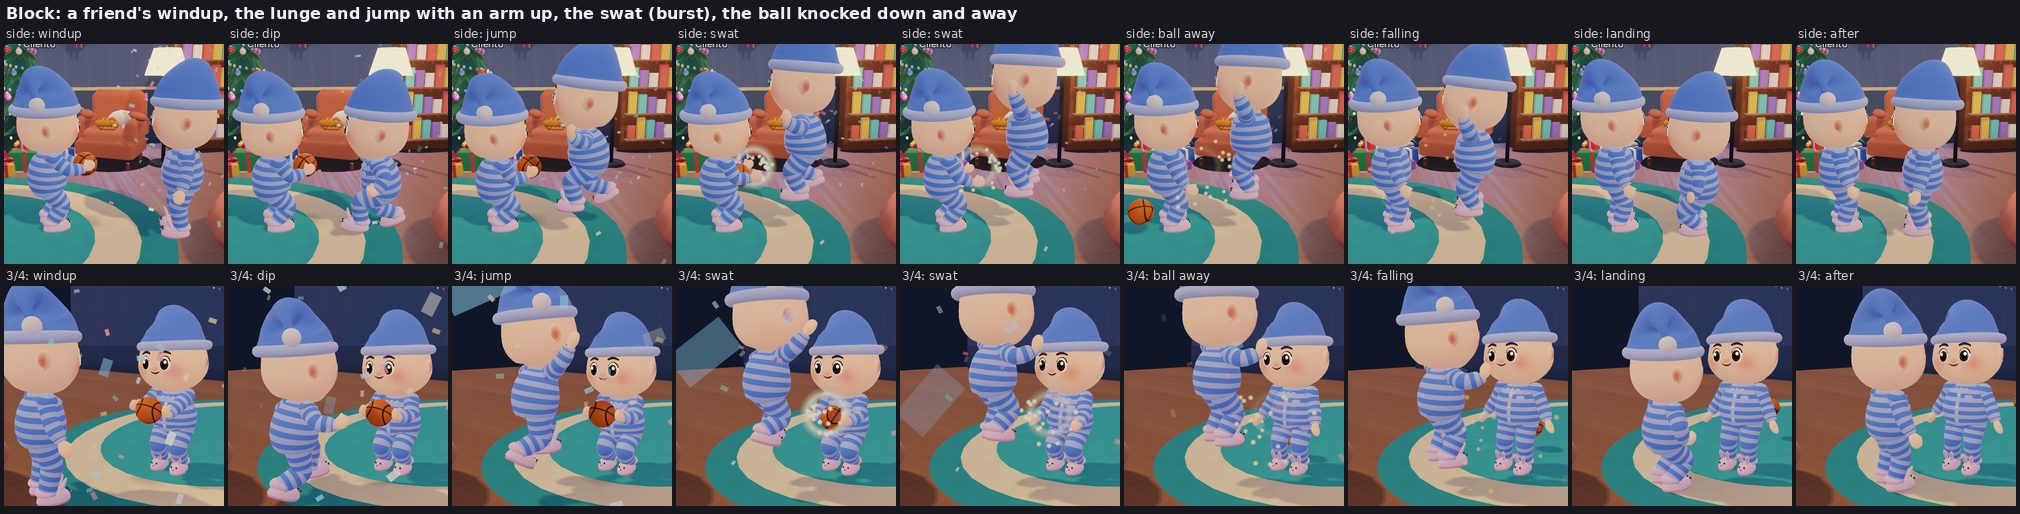 Block: a friend's windup, the lunge and jump with an arm up, the swat (burst), the ball knocked down and away
side: windup
side: dip
side: jump
side: swat
side: swat
side: ball away
side: falling
side: landing
side: after
3/4: windup
3/4: dip
3/4: jump
3/4: swat
3/4: swat
3/4: ball away
3/4: falling
3/4: landing
3/4: after